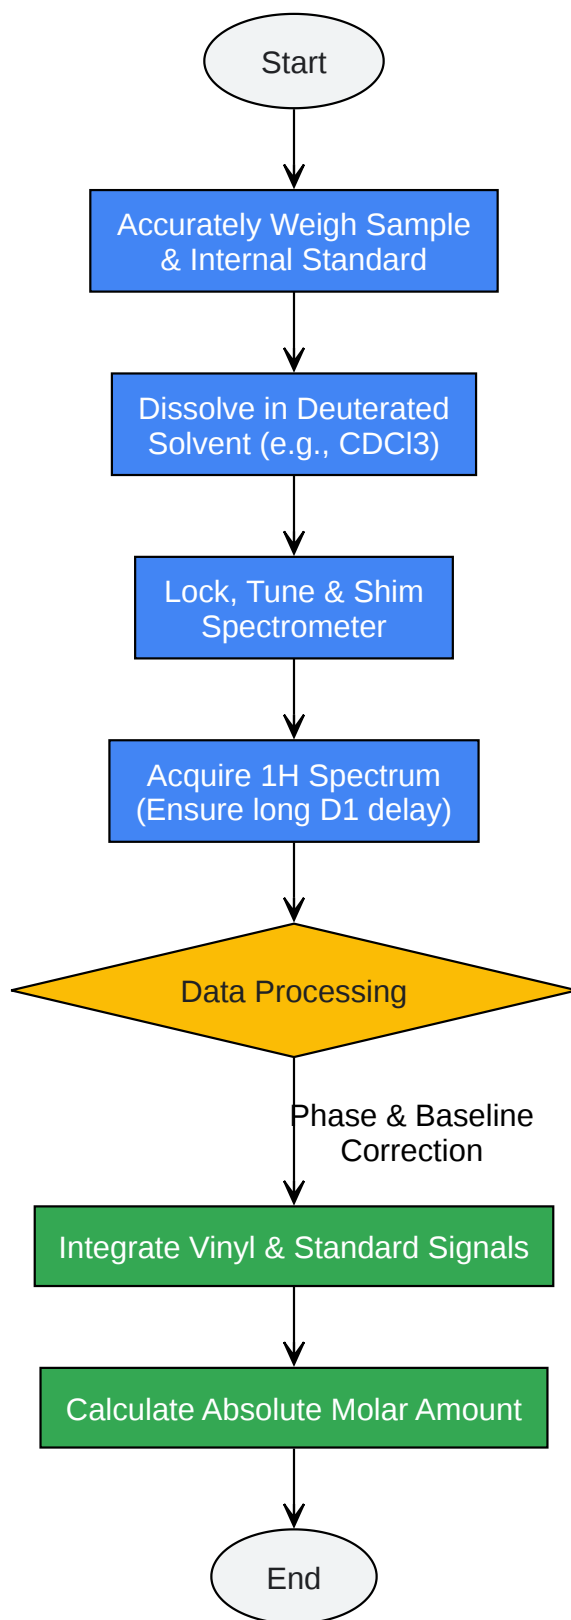 Start
Accurately Weigh Sample
& Internal Standard
Dissolve in Deuterated
Solvent (e.g., CDCl3)
Lock, Tune & Shim
Spectrometer
Acquire 1H Spectrum
(Ensure long D1 delay)
Data Processing
Phase & Baseline
Correction
Integrate Vinyl & Standard Signals
Calculate Absolute Molar Amount
End